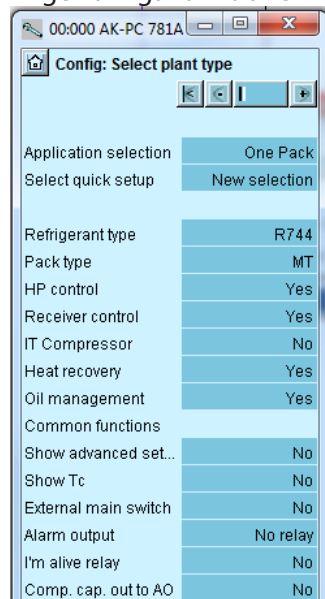 00:000 AK-PC 781A
Config: Select plant type
Application selection One Pack
Select quick setup New selection
Refrigerant type R744
Pack type MT
HP control Yes
Receiver control Yes
IT Compressor No
Heat recovery Yes
Oil management Yes
Common functions
Show advanced set... No
Show Tc No
External main switch No
Alarm output No relay
I'm alive relay No
Comp. cap. out to AO No